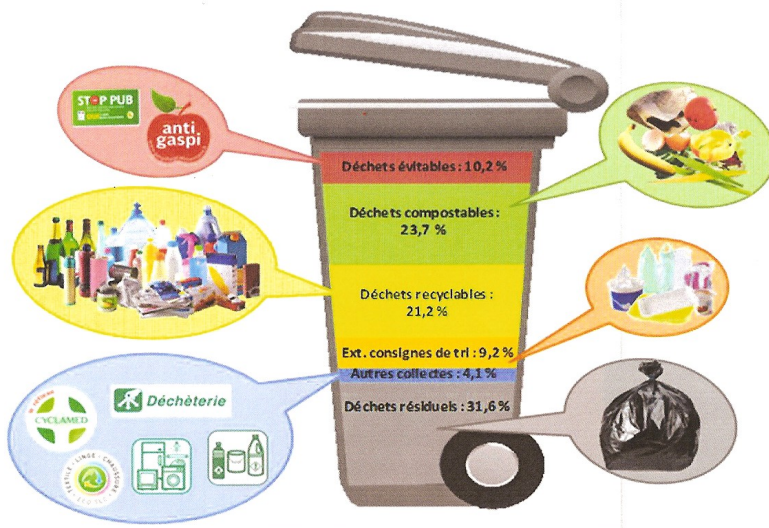 STOP PUB
anti
gaspi
Déchets évitables : 10,2 %
Déchets compostables :
23,7 %
Déchets recyclables :
21,2 %
Ext. consignes de tri : 9,2 %
Autres collectes : 4,1 %
Déchets résiduels : 31,6 %
CYCLAMED
Déchèterie
TEXTILE · LINGE · CHAUSSURE